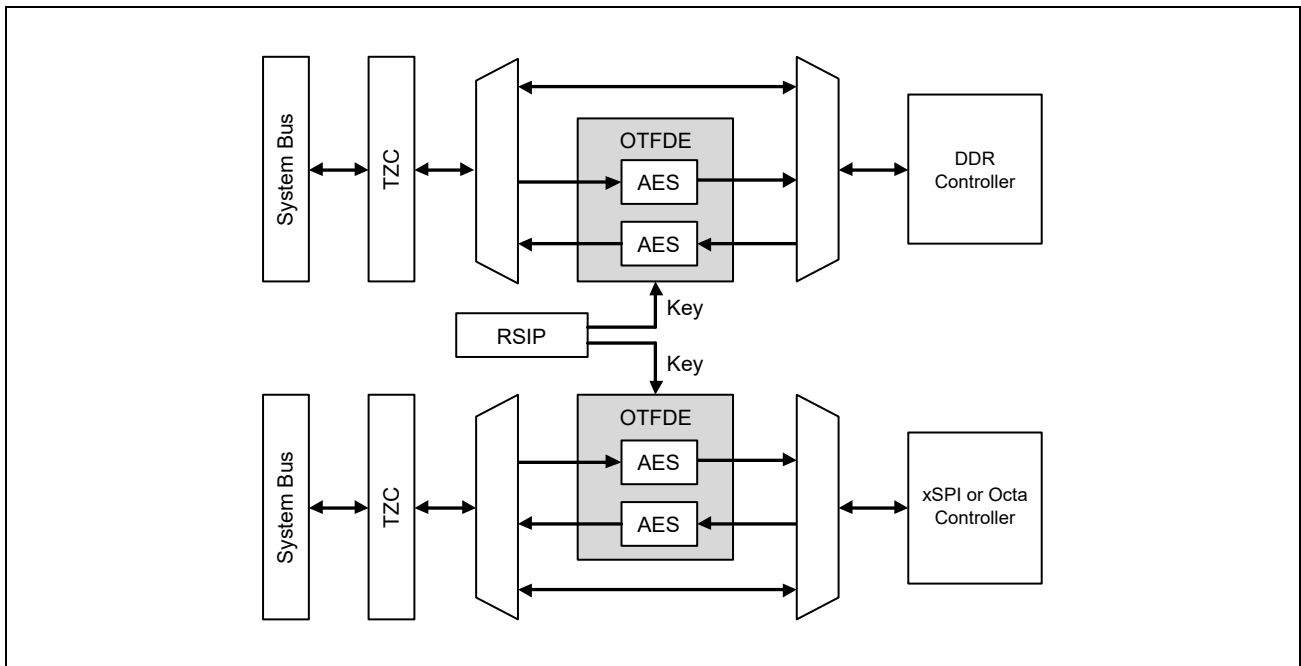 System Bus
TZC
OTFDE
AES
AES
DDR
Controller
Key
RSIP
Key
System Bus
TZC
OTFDE
AES
AES
xSPI or Octa
Controller